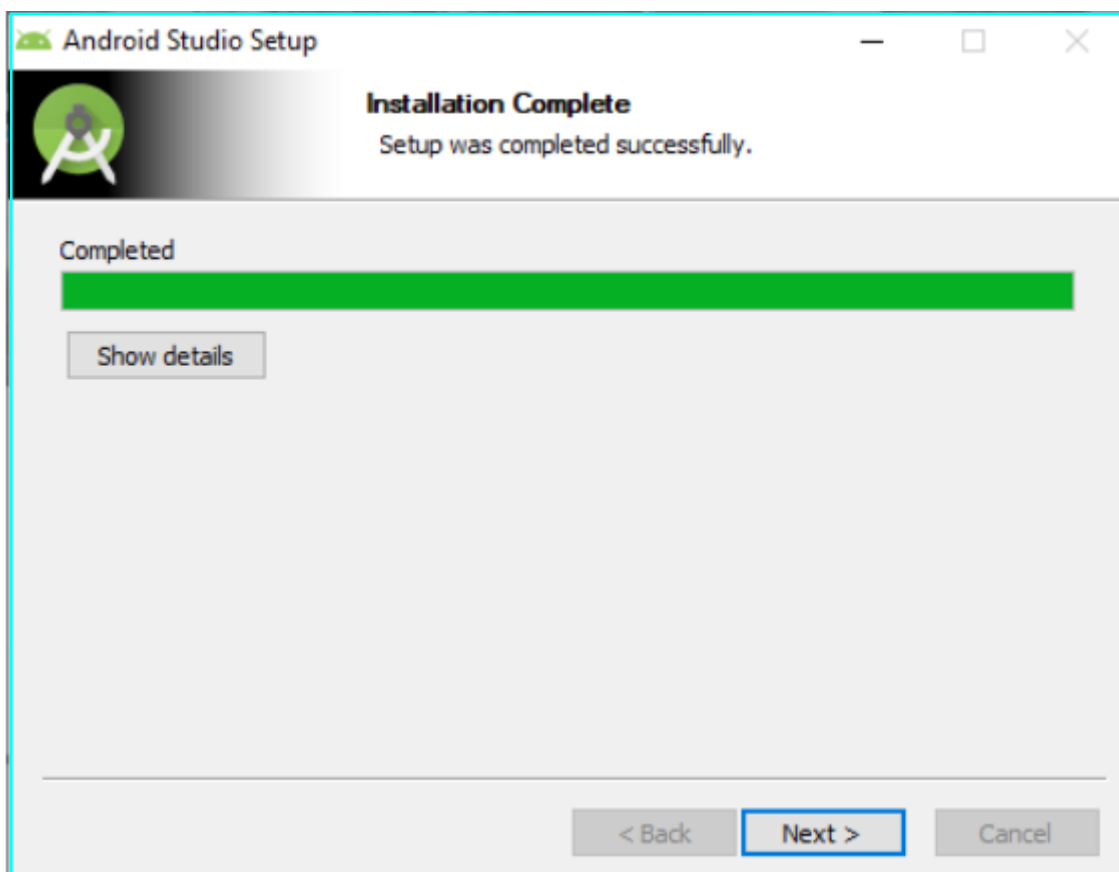 Android Studio Setup
Installation Complete
Setup was completed successfully.
Completed
Show details
< Back Next > Cancel